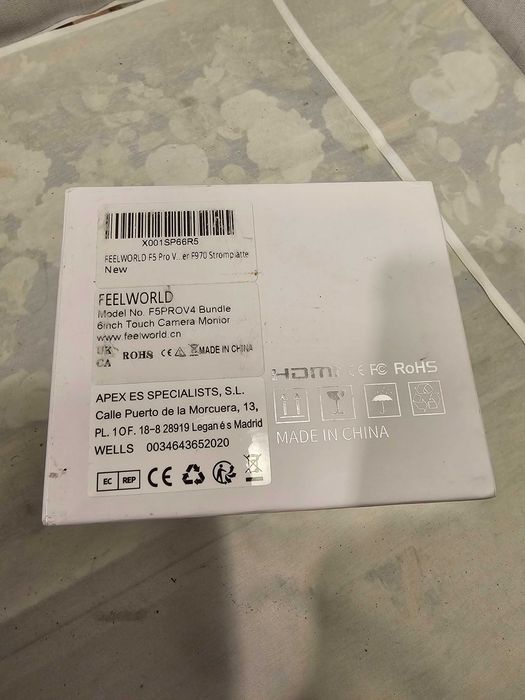 X001SP66R5
FEELWORLD F5 Pro V...er F970 Stromplatte
New
FEELWORLD
Model No. F5PROV4 Bundle
6inch Touch Camera Monior
www.feelworld.cn
UK
CA ROHS CE MADE IN CHINA
APEX ES SPECIALISTS, S.L.
Calle Puerto de la Morcuera, 13,
PL. 1 OF. 18-8 28919 Leganés Madrid
WELLS 0034643652020
EC REP CE
HDMI CE FC RoHS
MADE IN CHINA